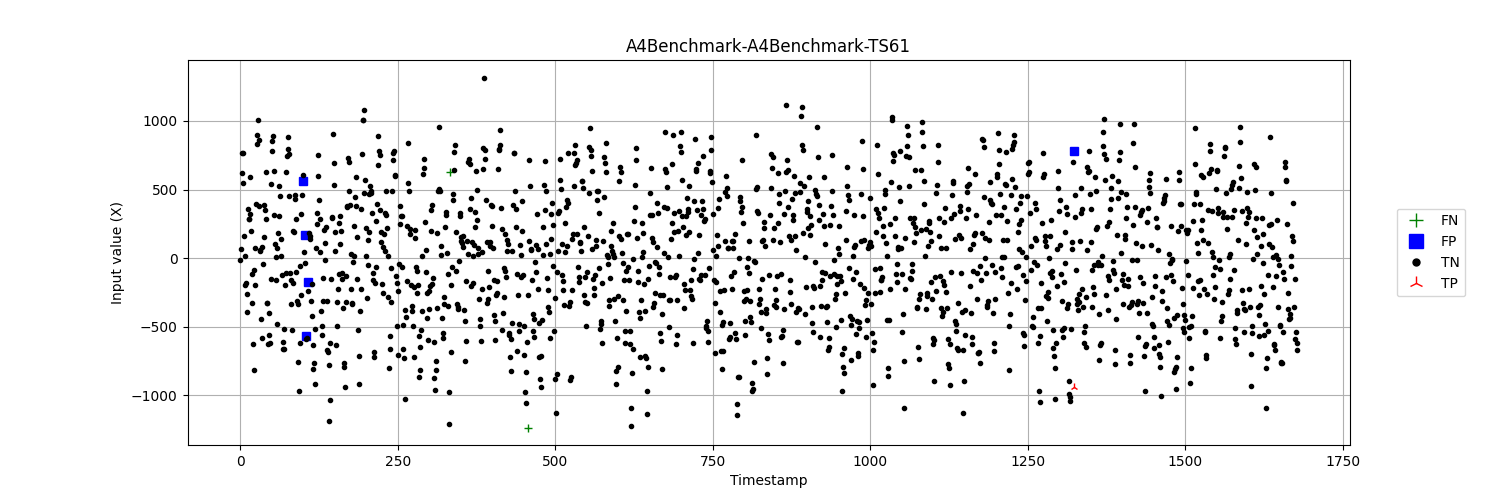 A4Benchmark-A4Benchmark-TS61
1000
500
0
−500
−1000
Input value (X)
0 250 500 750 1000 1250 1500 1750
Timestamp
FN
FP
TN
TP